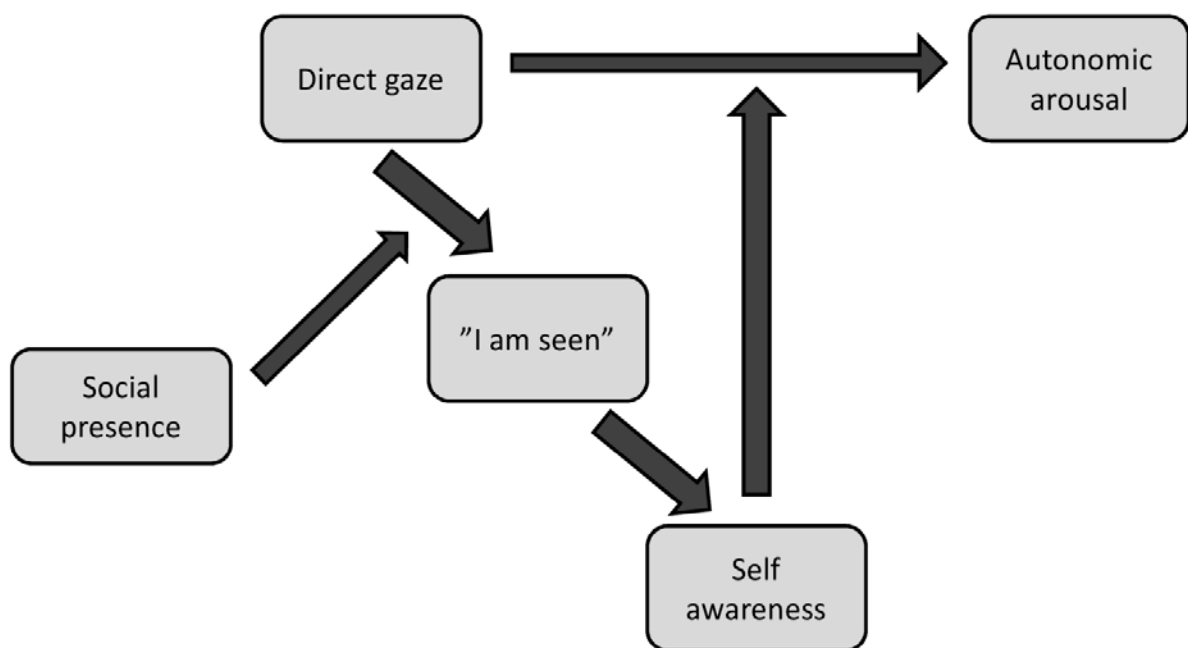 Direct gaze
Autonomic
arousal
”I am seen”
Social
presence
Self
awareness